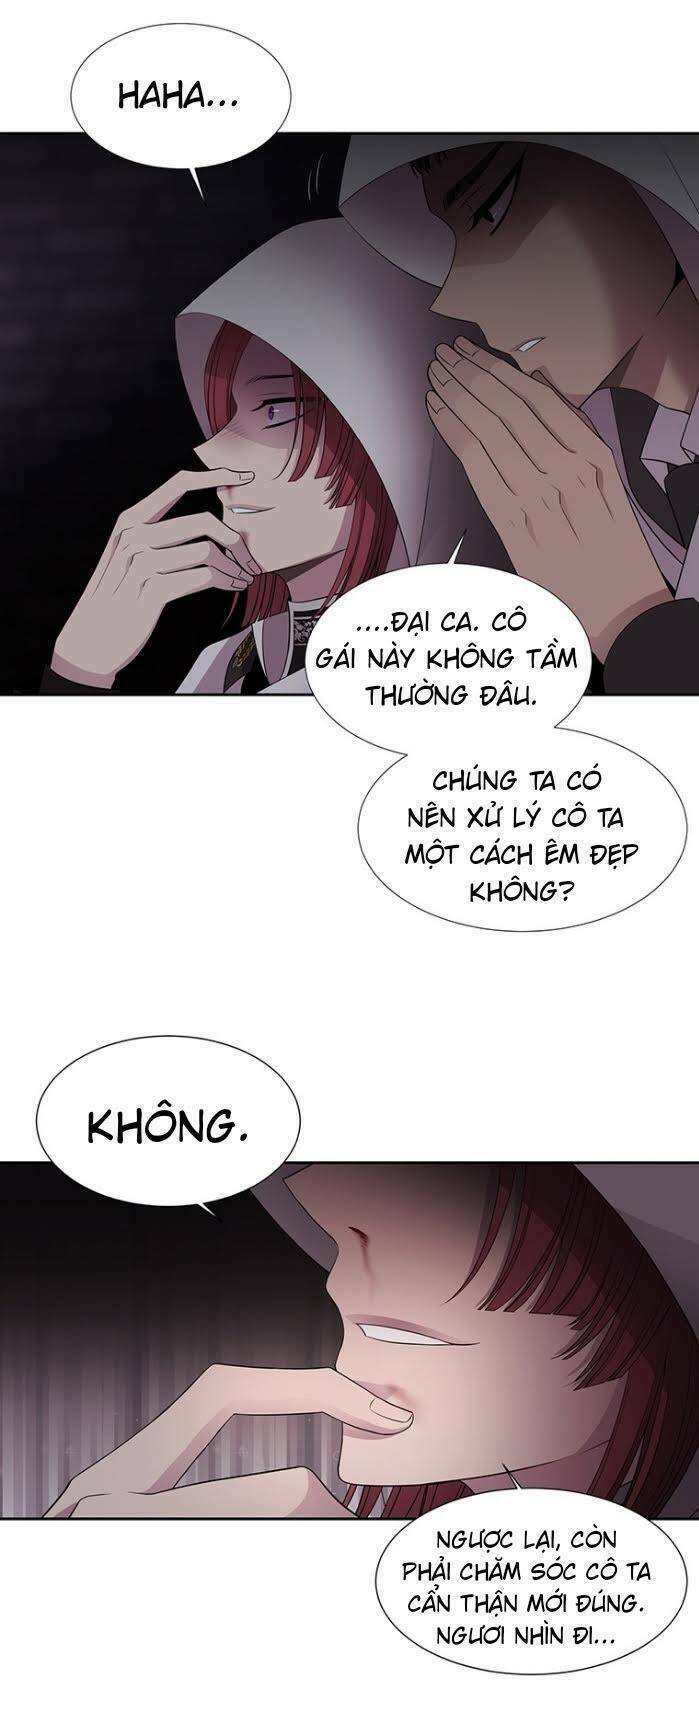 HAHA...
....ĐẠI CA. CÔ
GÁI NÀY KHÔNG TẦM
THƯỜNG ĐÂU.
CHÚNG TA CÓ
NÊN XỬ LÝ CÔ TA
MỘT CÁCH ÊM ĐẸP
KHÔNG?
KHÔNG.
NGƯỢC LẠI, CÒN
PHẢI CHĂM SÓC CÔ TA
CẨN THẬN MỚI ĐÚNG.
NGƯƠI NHÌN ĐI...